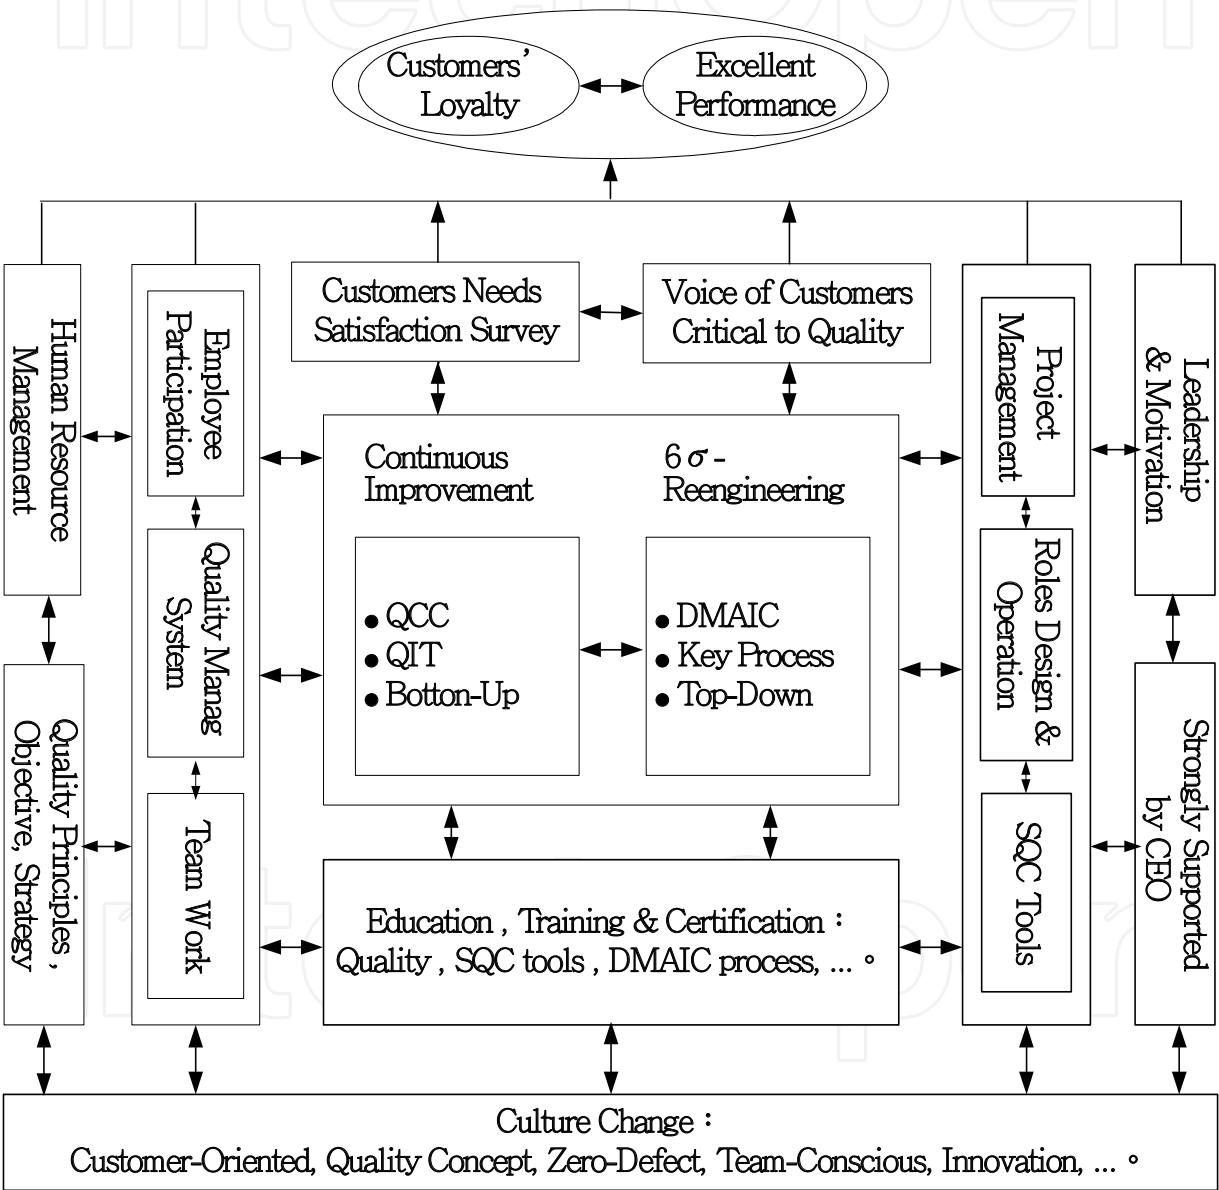 intechopen
Customers’
Loyalty
Excellent
Performance
Customers Needs
Satisfaction Survey
Voice of Customers
Critical to Quality
Human Resource
Management
Employee
Participation
Continuous
Improvement
6σ-
Reengineering
Project
Management
Leadership
& Motivation
Quality Manag
System
• QCC
• QIT
• Botton-Up
• DMAIC
• Key Process
• Top-Down
Roles Design &
Operation
Quality Principles ,
Objective, Strategy
Team Work
SQC Tools
Strongly Supported
by CEO
Education , Training & Certification：
Quality , SQC tools , DMAIC process, ...。
Culture Change：
Customer-Oriented, Quality Concept, Zero-Defect, Team-Conscious, Innovation, ...。
intechopen